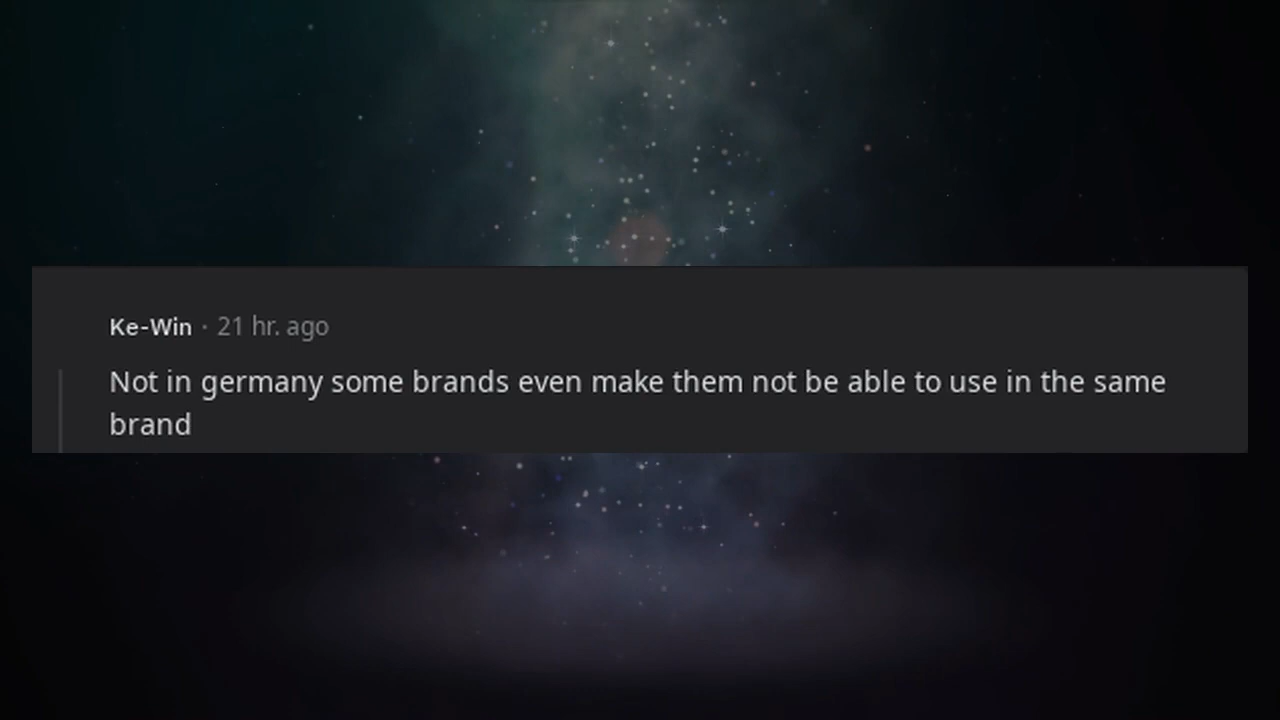 Ke-Win · 21 hr. ago
Not in germany some brands even make them not be able to use in the same
brand